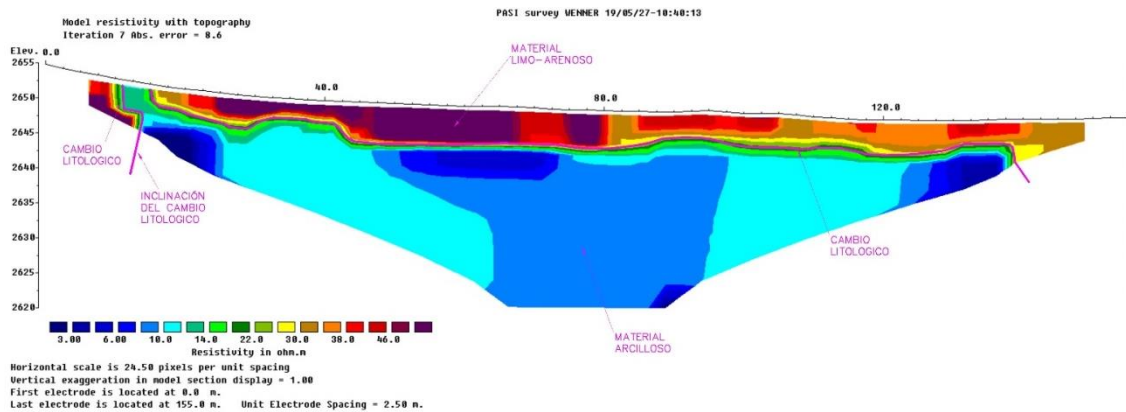 PASI survey WENNER 19/05/27-10:40:13
Model resistivity with topography
Iteration 7 Abs. error = 8.6
Elev. 0.0
MATERIAL
LIMO-ARENOSO
2655
2650
2645
2640
2635
2630
2625
2620
40.0
80.0
120.0
CAMBIO
LITOLOGICO
INCLINACIÓN
DEL CAMBIO
LITOLOGICO
CAMBIO
LITOLOGICO
MATERIAL
ARCILLOSO
3.00 6.00 10.0 14.0 22.0 30.0 38.0 46.0
Resistivity in ohm.m
Horizontal scale is 24.50 pixels per unit spacing
Vertical exaggeration in model section display = 1.00
First electrode is located at 0.0 m.
Last electrode is located at 155.0 m. Unit Electrode Spacing = 2.50 m.